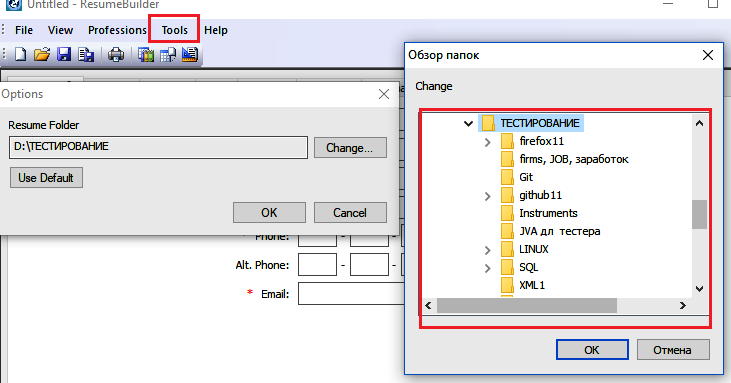 Untitled - ResumeBuilder
File View Professions Tools Help
Options
Resume Folder
D:\ТЕСТИРОВАНИЕ
Change...
Use Default
OK Cancel
* Phone: - -
Alt. Phone: - -
* Email:
Обзор папок
Change
ТЕСТИРОВАНИЕ
firefox11
firms, JOB, заработок
Git
github11
Instruments
JVA дл тестера
LINUX
SQL
XML1
OK Отмена